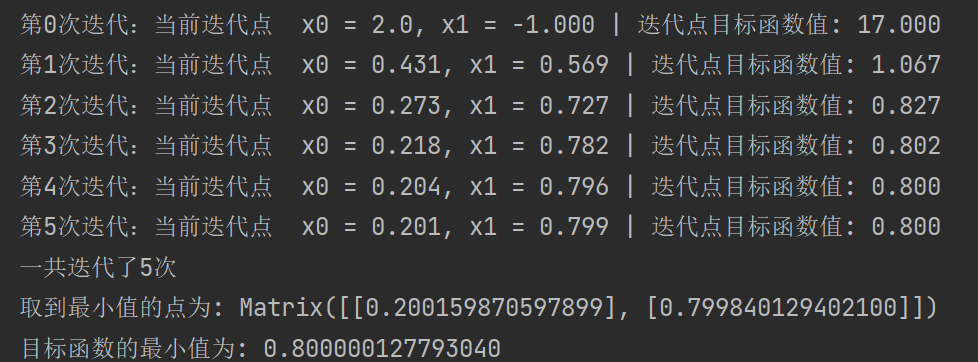 第0次迭代: 当前迭代点  x0 = 2.0, x1 = -1.000 | 迭代点目标函数值: 17.000
第1次迭代: 当前迭代点  x0 = 0.431, x1 = 0.569 | 迭代点目标函数值: 1.067
第2次迭代: 当前迭代点  x0 = 0.273, x1 = 0.727 | 迭代点目标函数值: 0.827
第3次迭代: 当前迭代点  x0 = 0.218, x1 = 0.782 | 迭代点目标函数值: 0.802
第4次迭代: 当前迭代点  x0 = 0.204, x1 = 0.796 | 迭代点目标函数值: 0.800
第5次迭代: 当前迭代点  x0 = 0.201, x1 = 0.799 | 迭代点目标函数值: 0.800
一共迭代了5次
取到最小值的点为: Matrix([[0.200159870597899], [0.799840129402100]])
目标函数的最小值为: 0.800000127793040